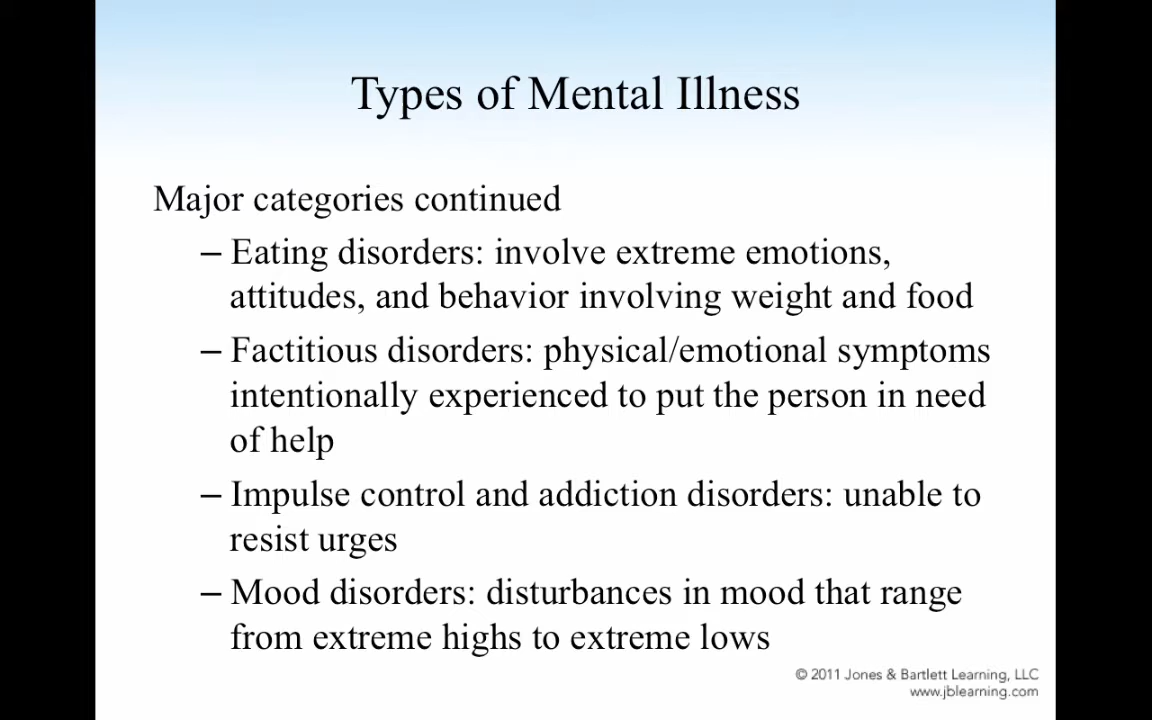 Types of Mental Illness
Major categories continued
– Eating disorders: involve extreme emotions,
attitudes, and behavior involving weight and food
– Factitious disorders: physical/emotional symptoms
intentionally experienced to put the person in need
of help
– Impulse control and addiction disorders: unable to
resist urges
– Mood disorders: disturbances in mood that range
from extreme highs to extreme lows
© 2011 Jones & Bartlett Learning, LLC
www.jblearning.com